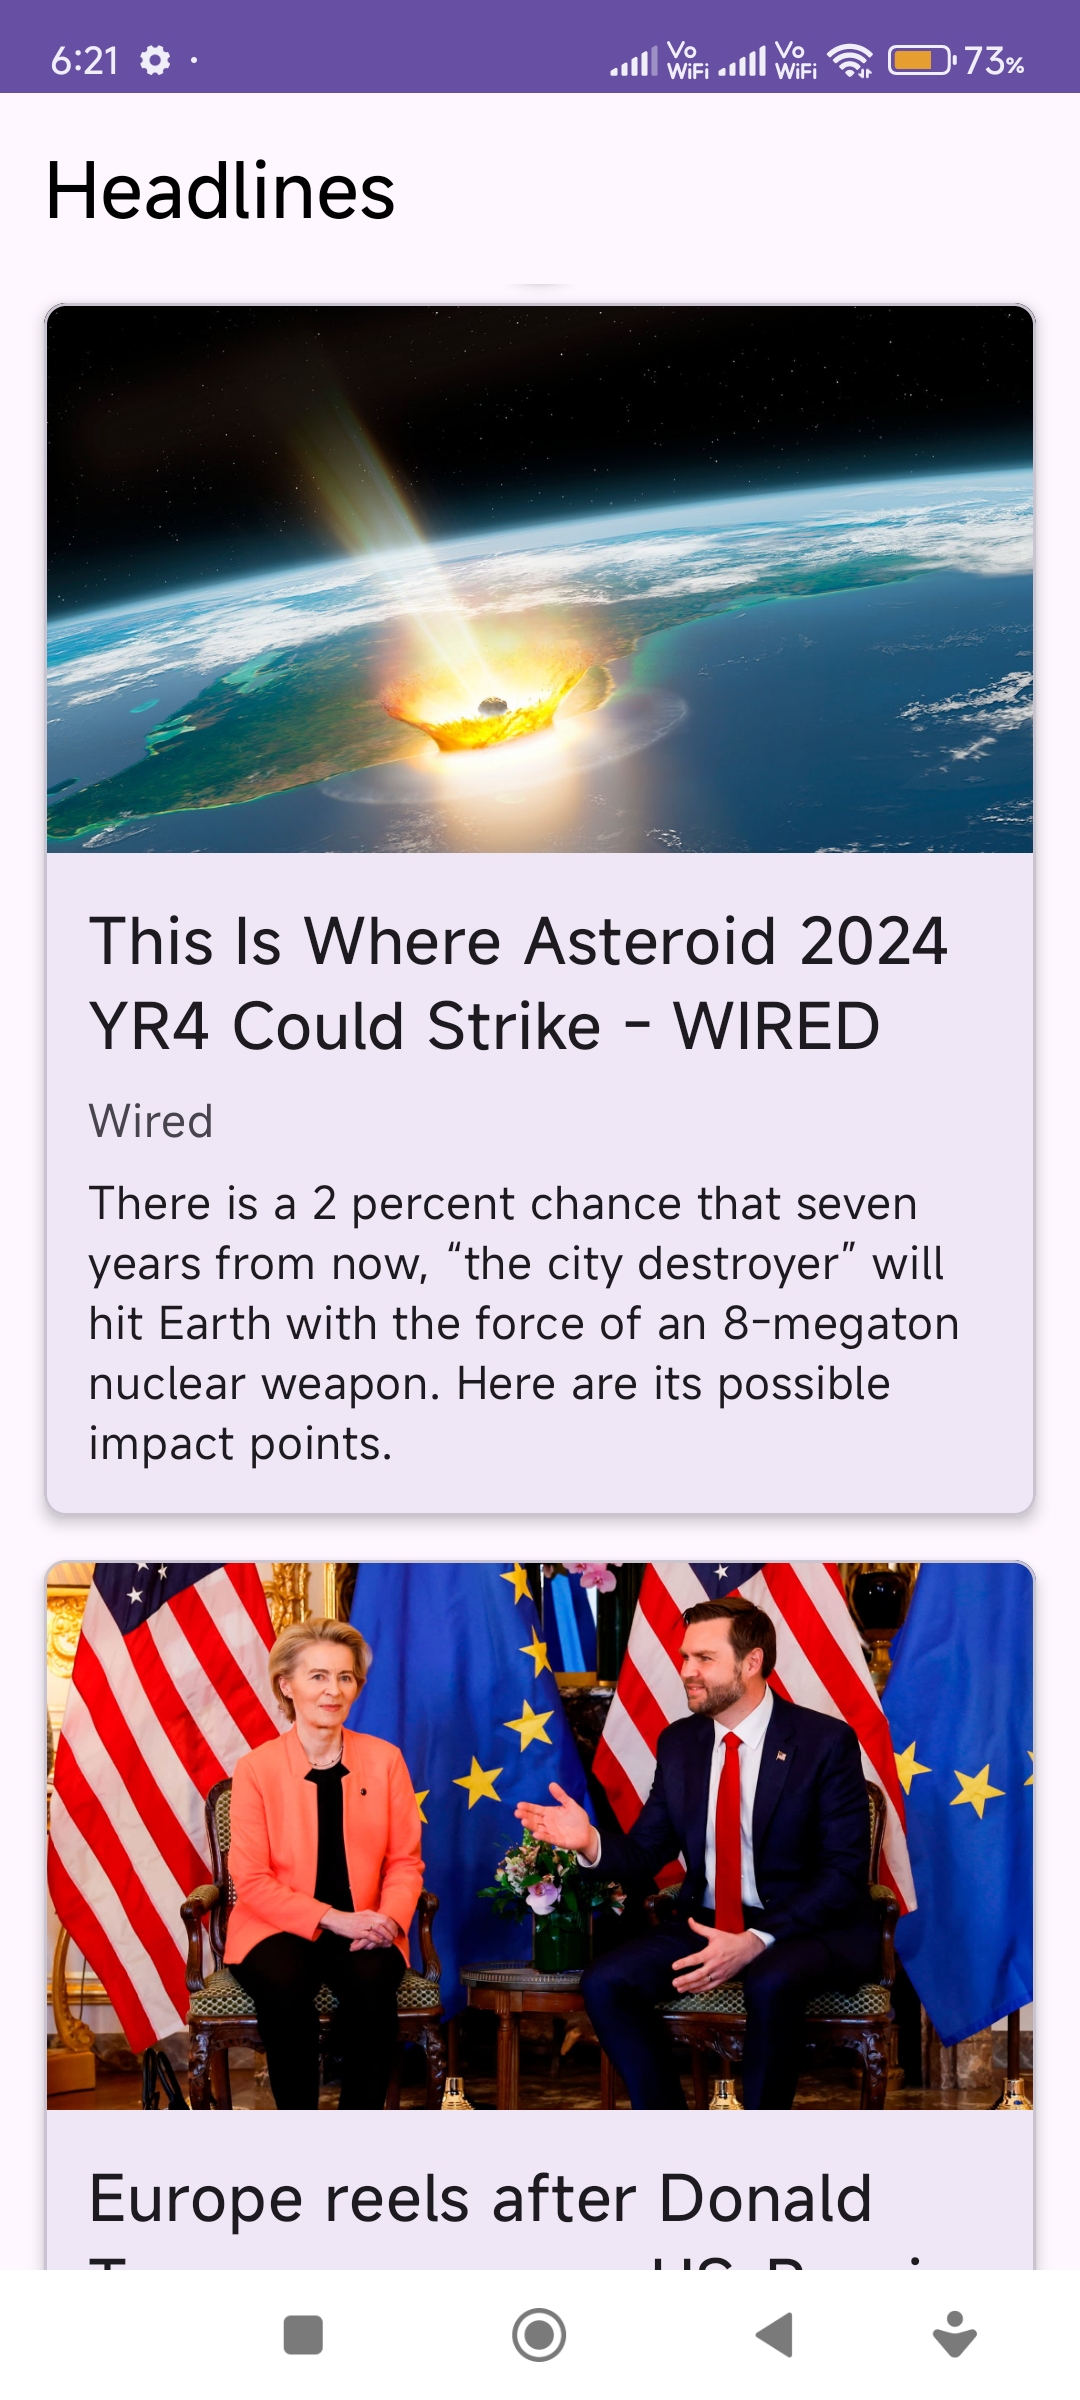 6:21
Vo WiFi Vo WiFi 73%
Headlines
This Is Where Asteroid 2024
YR4 Could Strike - WIRED
Wired
There is a 2 percent chance that seven
years from now, “the city destroyer” will
hit Earth with the force of an 8-megaton
nuclear weapon. Here are its possible
impact points.
Europe reels after Donald